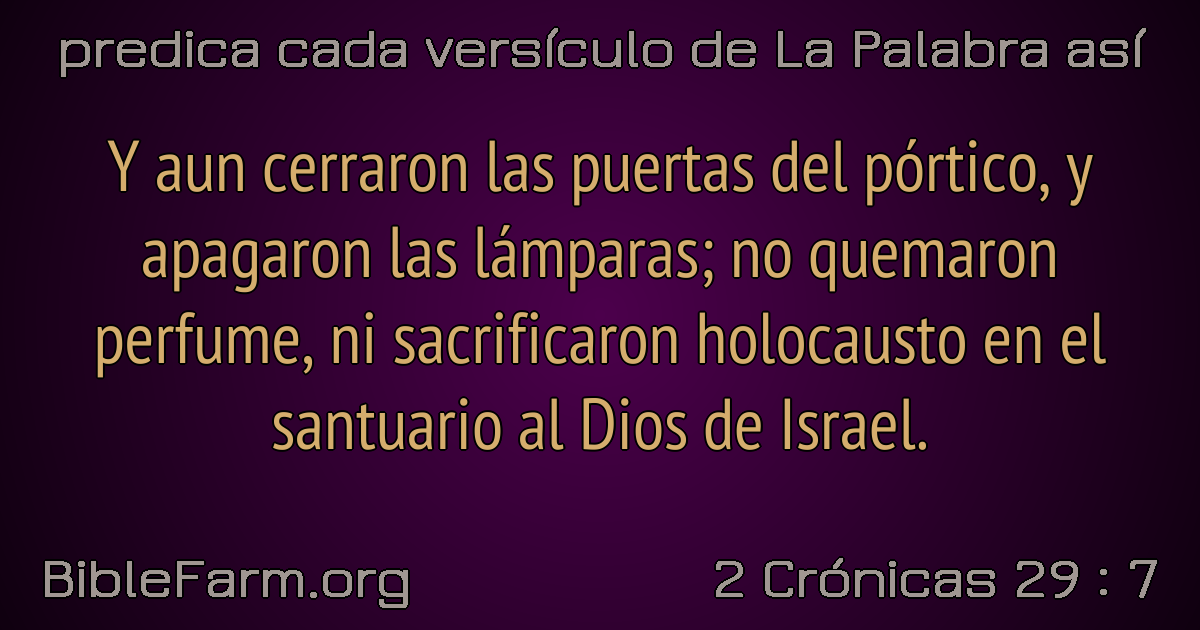 predica cada versículo de La Palabra así
Y aun cerraron las puertas del pórtico, y
apagaron las lámparas; no quemaron
perfume, ni sacrificaron holocausto en el
santuario al Dios de Israel.
BibleFarm.org
2 Crónicas 29 : 7